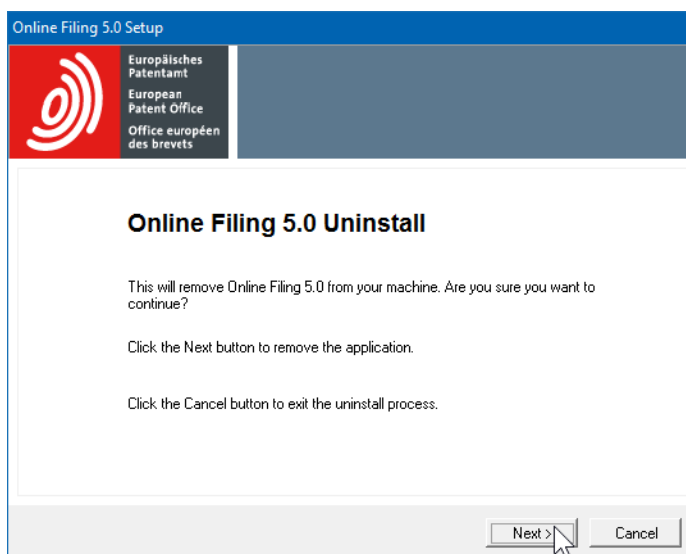 Online Filing 5.0 Setup
Europäisches
Patentamt
European
Patent Office
Office européen
des brevets
Online Filing 5.0 Uninstall
This will remove Online Filing 5.0 from your machine. Are you sure you want to
continue?
Click the Next button to remove the application.
Click the Cancel button to exit the uninstall process.
Next >
Cancel